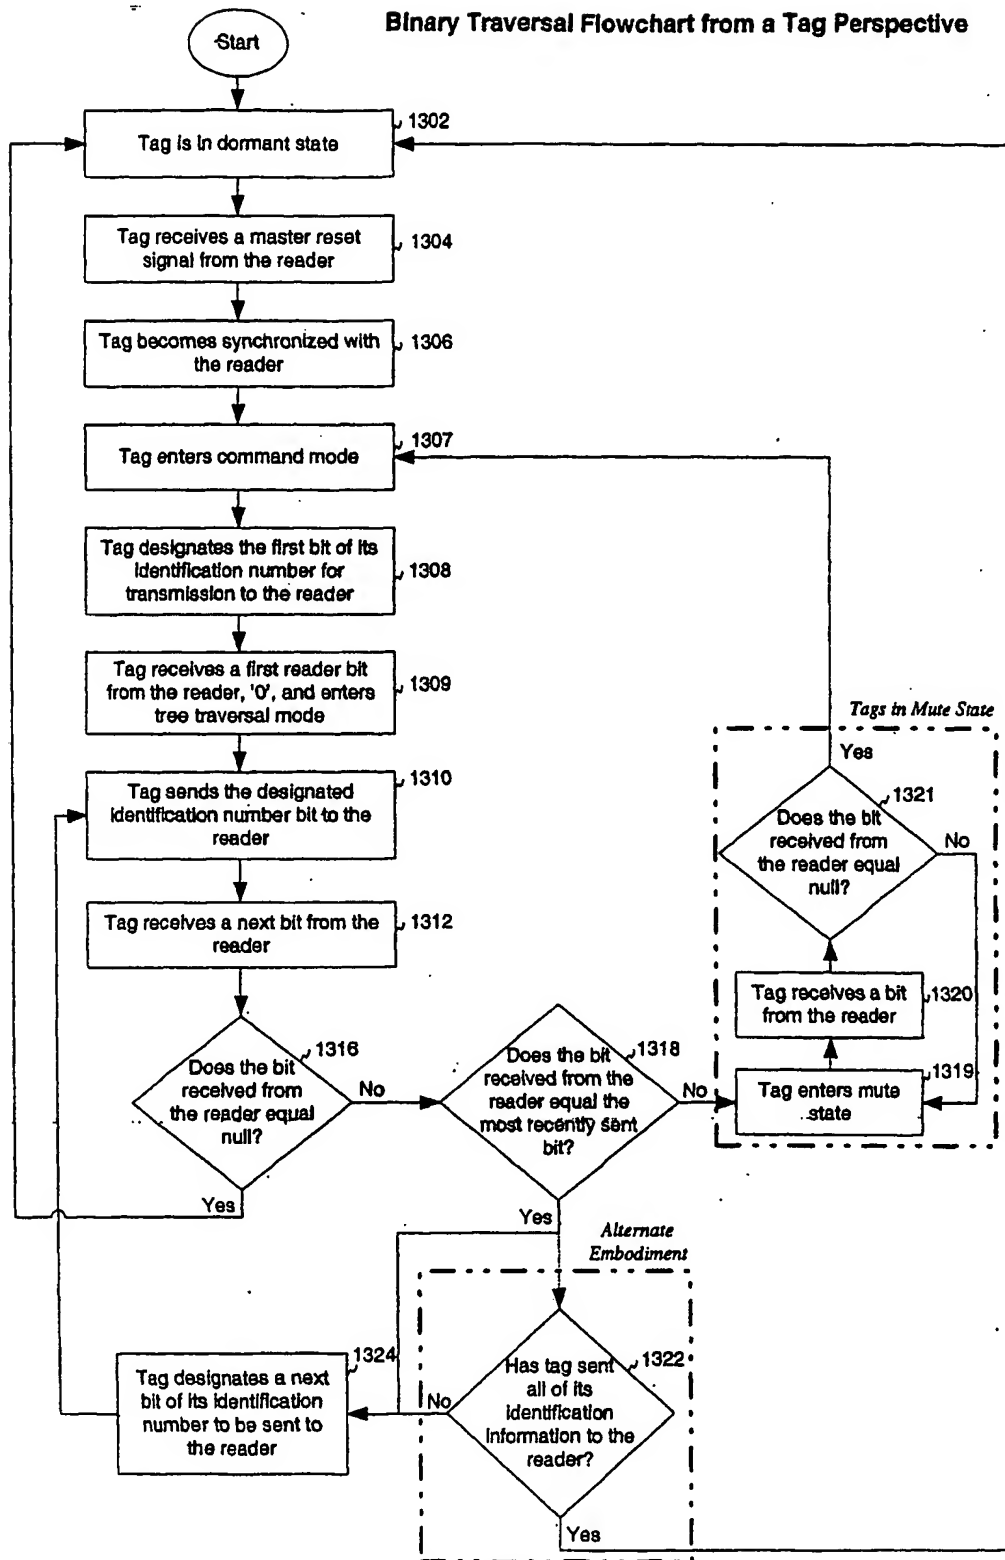 Binary Traversal Flowchart from a Tag Perspective
Start
1302
Tag is in dormant state
Tag receives a master reset
signal from the reader
1304
Tag becomes synchronized with
the reader
1306
1307
Tag enters command mode
Tag designates the first bit of its
identification number for
transmission to the reader
1308
Tag receives a first reader bit
from the reader, '0', and enters
tree traversal mode
1309
Tags in Mute State
Yes
1310
Tag sends the designated
identification number bit to the
reader
1321
Does the bit
received from
the reader equal
null?
No
Tag receives a next bit from the
reader
1312
Tag receives a bit
from the reader
1320
1316
Does the bit
received from
the reader equal
null?
No
1318
Does the bit
received from the
reader equal the
most recently sent
bit?
No
1319
Tag enters mute
state
Yes
Yes
Alternate
Embodiment
1324
Tag designates a next
bit of its identification
number to be sent to
the reader
No
1322
Has tag sent
all of its
identification
information to the
reader?
Yes